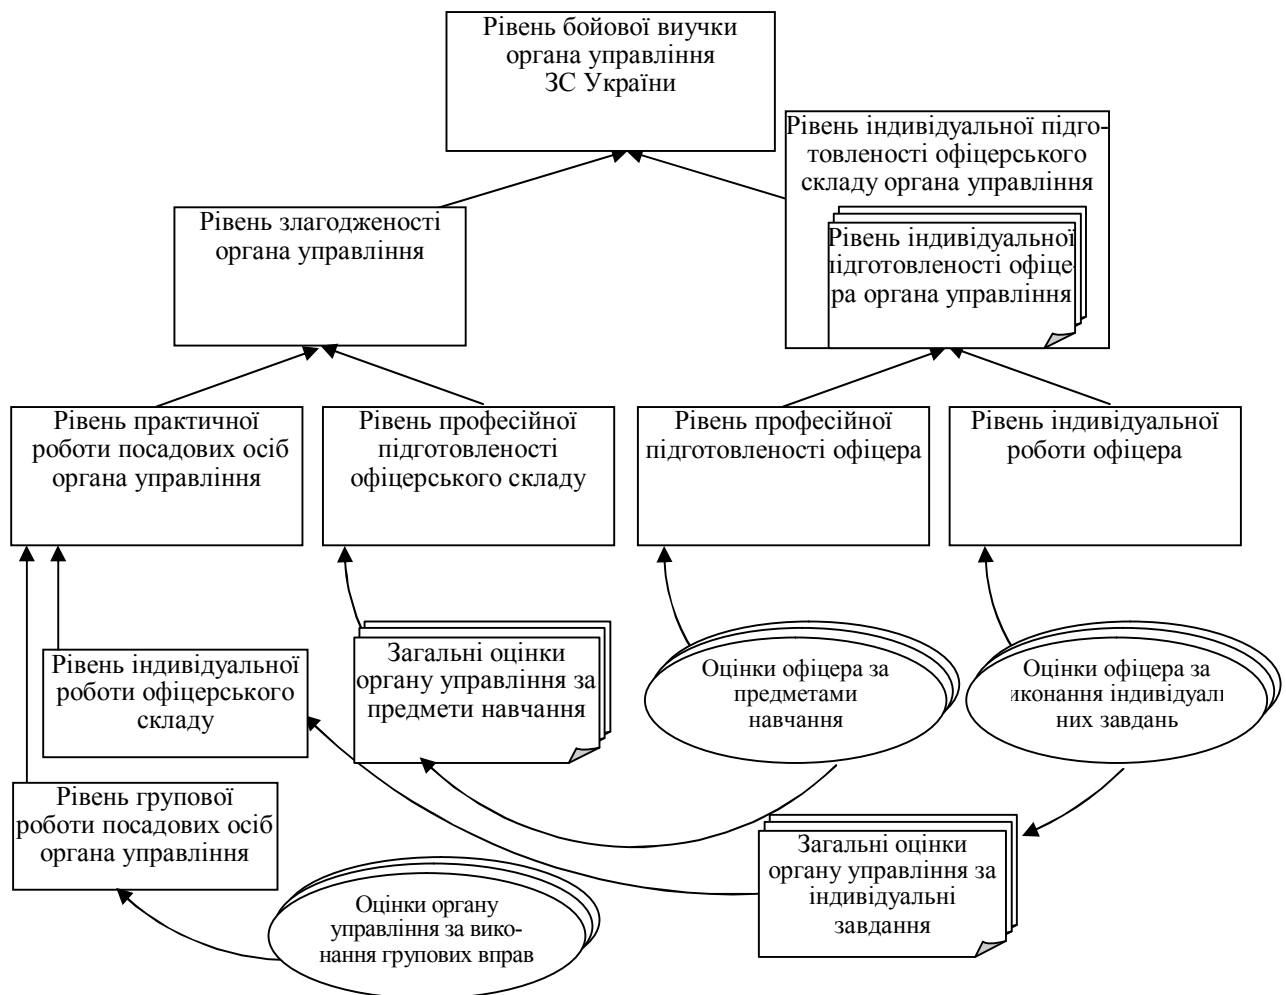 Рівень бойової виучки
органа управління
ЗС України
Рівень індивідуальної підго-
товленості офіцерського
складу органа управління
Рівень індивідуальної
підготовленості офіце-
ра органа управління
Рівень злагодженості
органа управління
Рівень практичної
роботи посадових осіб
органа управління
Рівень професійної
підготовленості
офіцерського складу
Рівень професійної
підготовленості офіцера
Рівень індивідуальної
роботи офіцера
Рівень індивідуальної
роботи офіцерського
складу
Загальні оцінки
органу управління за
предмети навчання
Оцінки офіцера за
предметами
навчання
Оцінки офіцера за
иконання індивідуалі
них завдань
Рівень групової
роботи посадових осіб
органа управління
Загальні оцінки
органу управління за
індивідуальні
завдання
Оцінки органу
управління за вико-
нання групових вправ